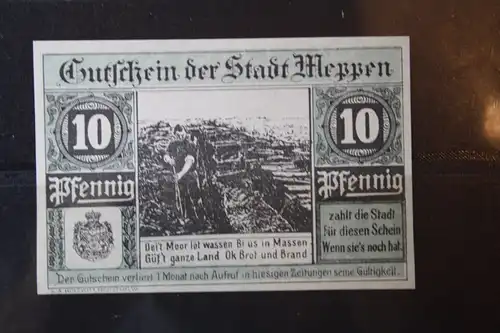 Gutschein der Stadt Meppen
10
Pfennig
10
Pfennig
Deit Moor lot wassen Bi us in Massen
Güf't ganze Land Ok Brot und Brand
zahlt die Stadt
für diesen Schein
Wenn sie's noch hat.
Der Gutschein verliert 1 Monat nach Aufruf in hiesigen Zeitungen seine Gültigkeit.